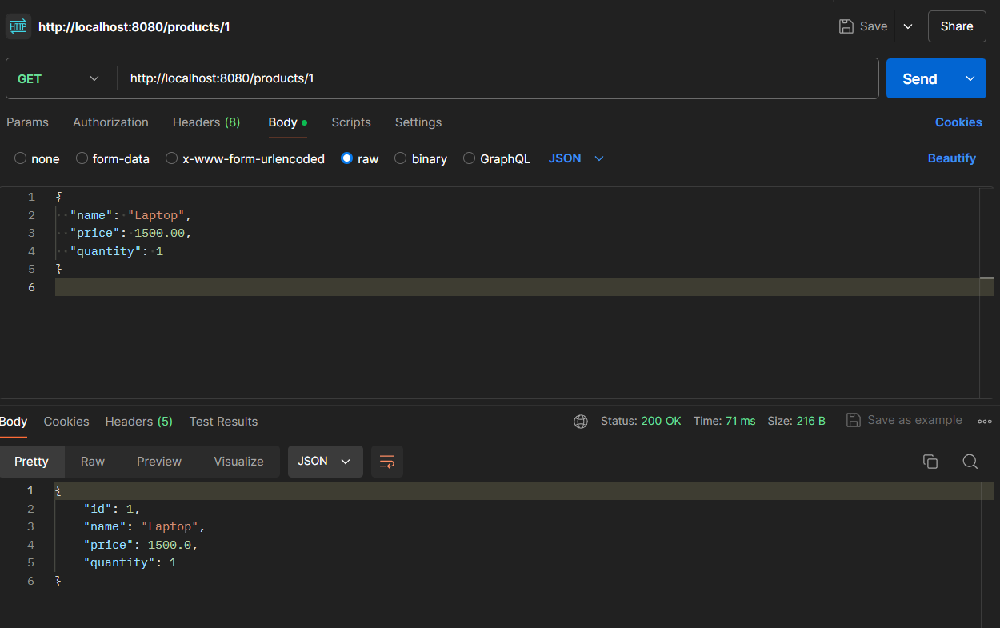 HTTP http://localhost:8080/products/1 Save Share
GET http://localhost:8080/products/1 Send
Params Authorization Headers (8) Body Scripts Settings Cookies
none form-data x-www-form-urlencoded raw binary GraphQL JSON Beautify
1 {
2 "name": "Laptop",
3 "price": 1500.00,
4 "quantity": 1
5 }
6
Body Cookies Headers (5) Test Results Status: 200 OK Time: 71 ms Size: 216 B Save as example
Pretty Raw Preview Visualize JSON
1 {
2 "id": 1,
3 "name": "Laptop",
4 "price": 1500.0,
5 "quantity": 1
6 }